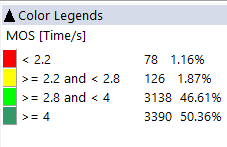 Color Legends
MOS [Time/s]
< 2.2 78 1.16%
>= 2.2 and < 2.8 126 1.87%
>= 2.8 and < 4 3138 46.61%
>= 4 3390 50.36%